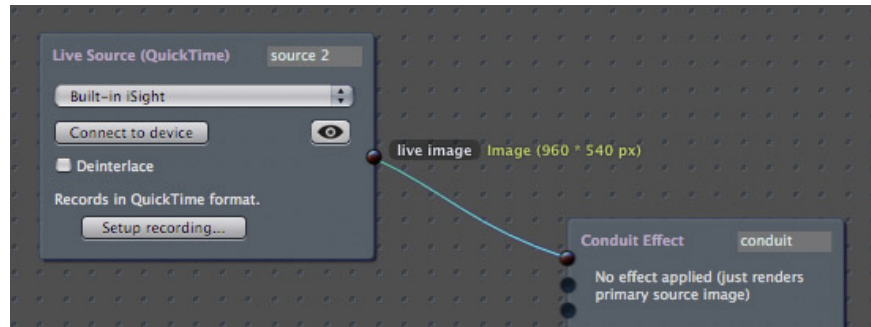 Live Source (QuickTime) source 2
Built-in iSight
Connect to device
live image Image (960 * 540 px)
Deinterlace
Records in QuickTime format.
Setup recording...
Conduit Effect conduit
No effect applied (just renders
primary source image)